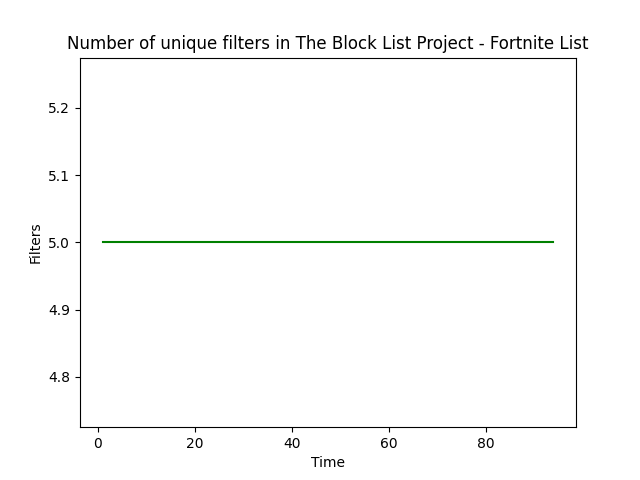 Number of unique filters in The Block List Project - Fortnite List
5.2
5.1
5.0
4.9
4.8
Filters
0 20 40 60 80
Time